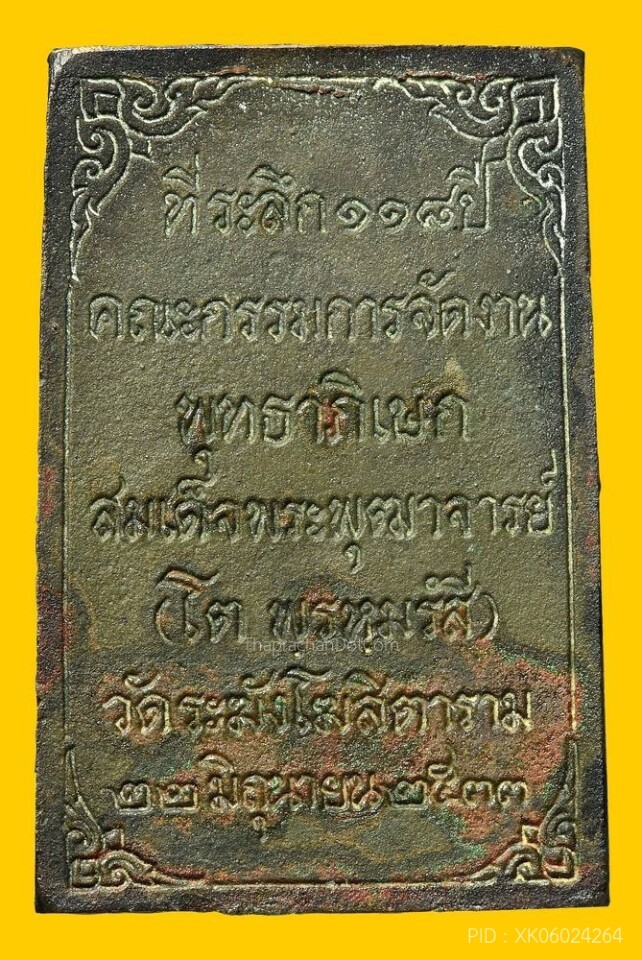 ที่ระลึก๑๑๘ปี
คณะกรรมการจัดงาน
พุทธาภิเษก
สมเด็จพระพุฒาจารย์
(โต พรหมรังสี)
ThaprachanDot.com
วัดระฆังโฆสิตาราม
๒๒มิถุนายน๒๕๓๓
PID : XK06024264